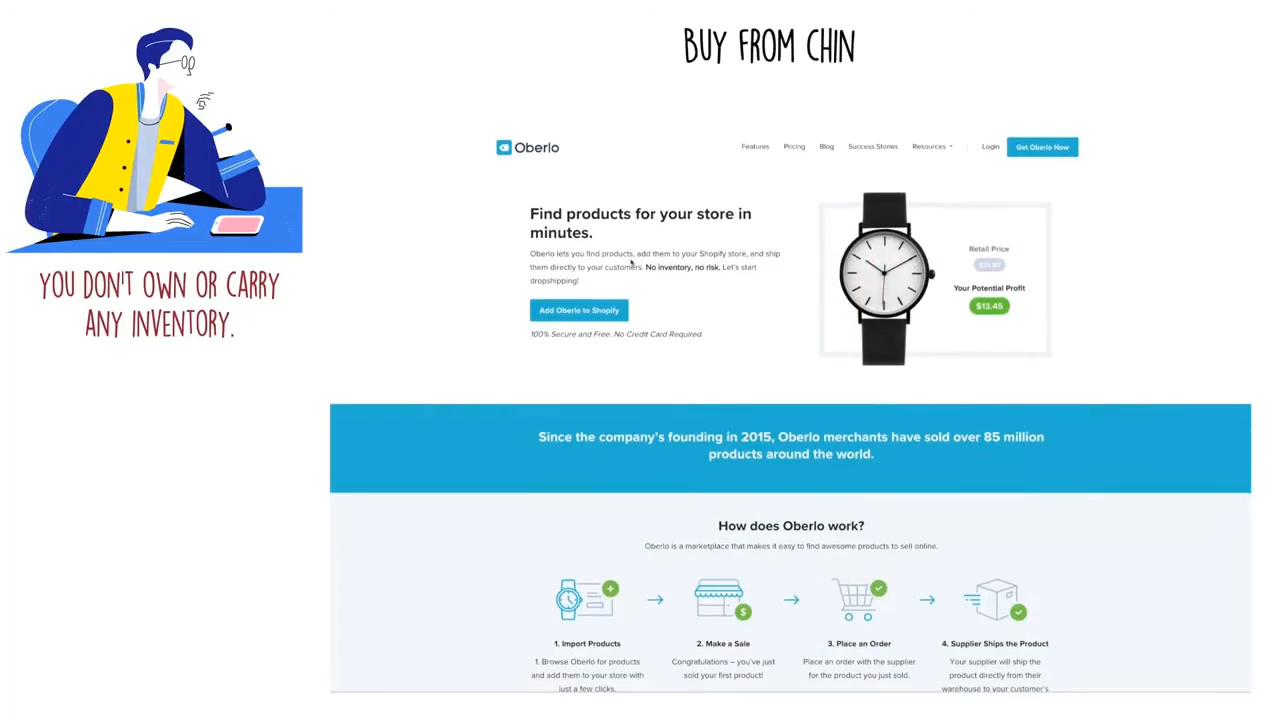 BUY FROM CHIN
YOU DON'T OWN OR CARRY
ANY INVENTORY.
Oberlo
Features Pricing Blog Success Stories Resources Login Get Oberlo Now
Find products for your store in
minutes.
Oberlo lets you find products, add them to your Shopify store, and ship
them directly to your customers. No inventory, no risk. Let's start
dropshipping!
Add Oberlo to Shopify
100% Secure and Free. No Credit Card Required.
Retail Price
Your Potential Profit
$13.45
Since the company's founding in 2015, Oberlo merchants have sold over 85 million
products around the world.
How does Oberlo work?
Oberlo is a marketplace that makes it easy to find awesome products to sell online.
1. Import Products
1. Browse Oberlo for products
and add them to your store with
just a few clicks.
2. Make a Sale
Congratulations – you've just
sold your first product!
3. Place an Order
Place an order with the supplier
for the product you just sold.
4. Supplier Ships the Product
Your supplier will ship the
product directly from their
warehouse to your customer's